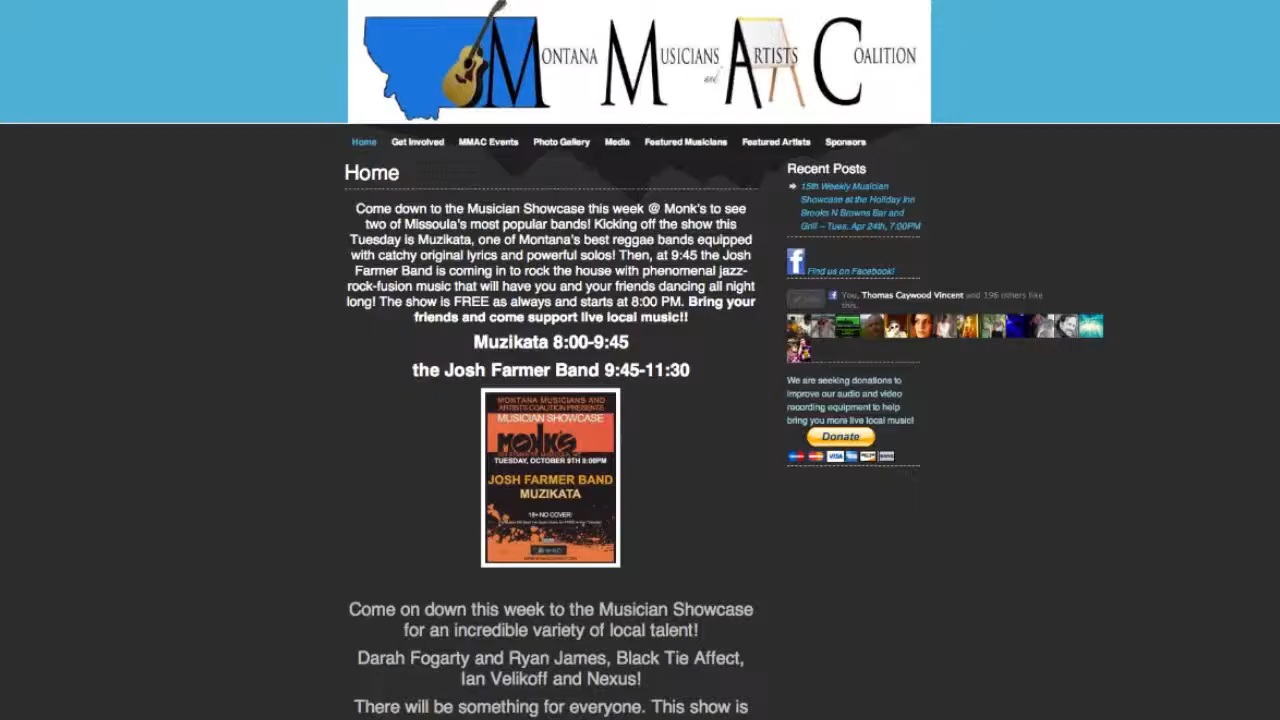 MONTANA MUSICIANS and ARTISTS COALITION
Home Get Involved MMAC Events Photo Gallery Media Featured Musicians Featured Artists Sponsors
Home
Come down to the Musician Showcase this week @ Monk's to see
two of Missoula's most popular bands! Kicking off the show this
Tuesday is Muzikata, one of Montana's best reggae bands equipped
with catchy original lyrics and powerful solos! Then, at 9:45 the Josh
Farmer Band is coming in to rock the house with phenomenal jazz-
rock-fusion music that will have you and your friends dancing all night
long! The show is FREE as always and starts at 8:00 PM. Bring your
friends and come support live local music!!
Muzikata 8:00-9:45
the Josh Farmer Band 9:45-11:30
MONTANA MUSICIANS AND
ARTISTS COALITION PRESENTS
MUSICIAN SHOWCASE
MONK'S
TUESDAY, OCTOBER 9TH 8:00PM
JOSH FARMER BAND
MUZIKATA
18+ NO COVER!
Come on down this week to the Musician Showcase
for an incredible variety of local talent!
Darah Fogarty and Ryan James, Black Tie Affect,
Ian Velikoff and Nexus!
There will be something for everyone. This show is
Recent Posts
15th Weekly Musician
Showcase at the Holiday Inn
Brooks N Browns Bar and
Grill – Tues, Apr 24th, 7:00PM
Find us on Facebook!
You, Thomas Caywood Vincent and 196 others like
this.
We are seeking donations to
improve our audio and video
recording equipment to help
bring you more live local music!
Donate
VISA